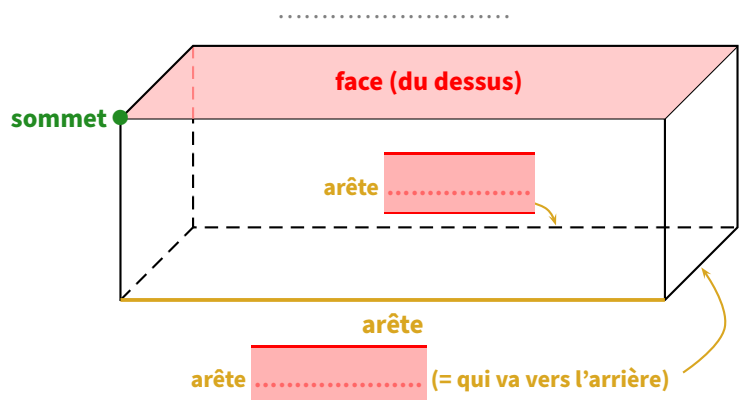 ..............................
face (du dessus)
sommet
arête ..................
arête
arête ...................... (= qui va vers l'arrière)